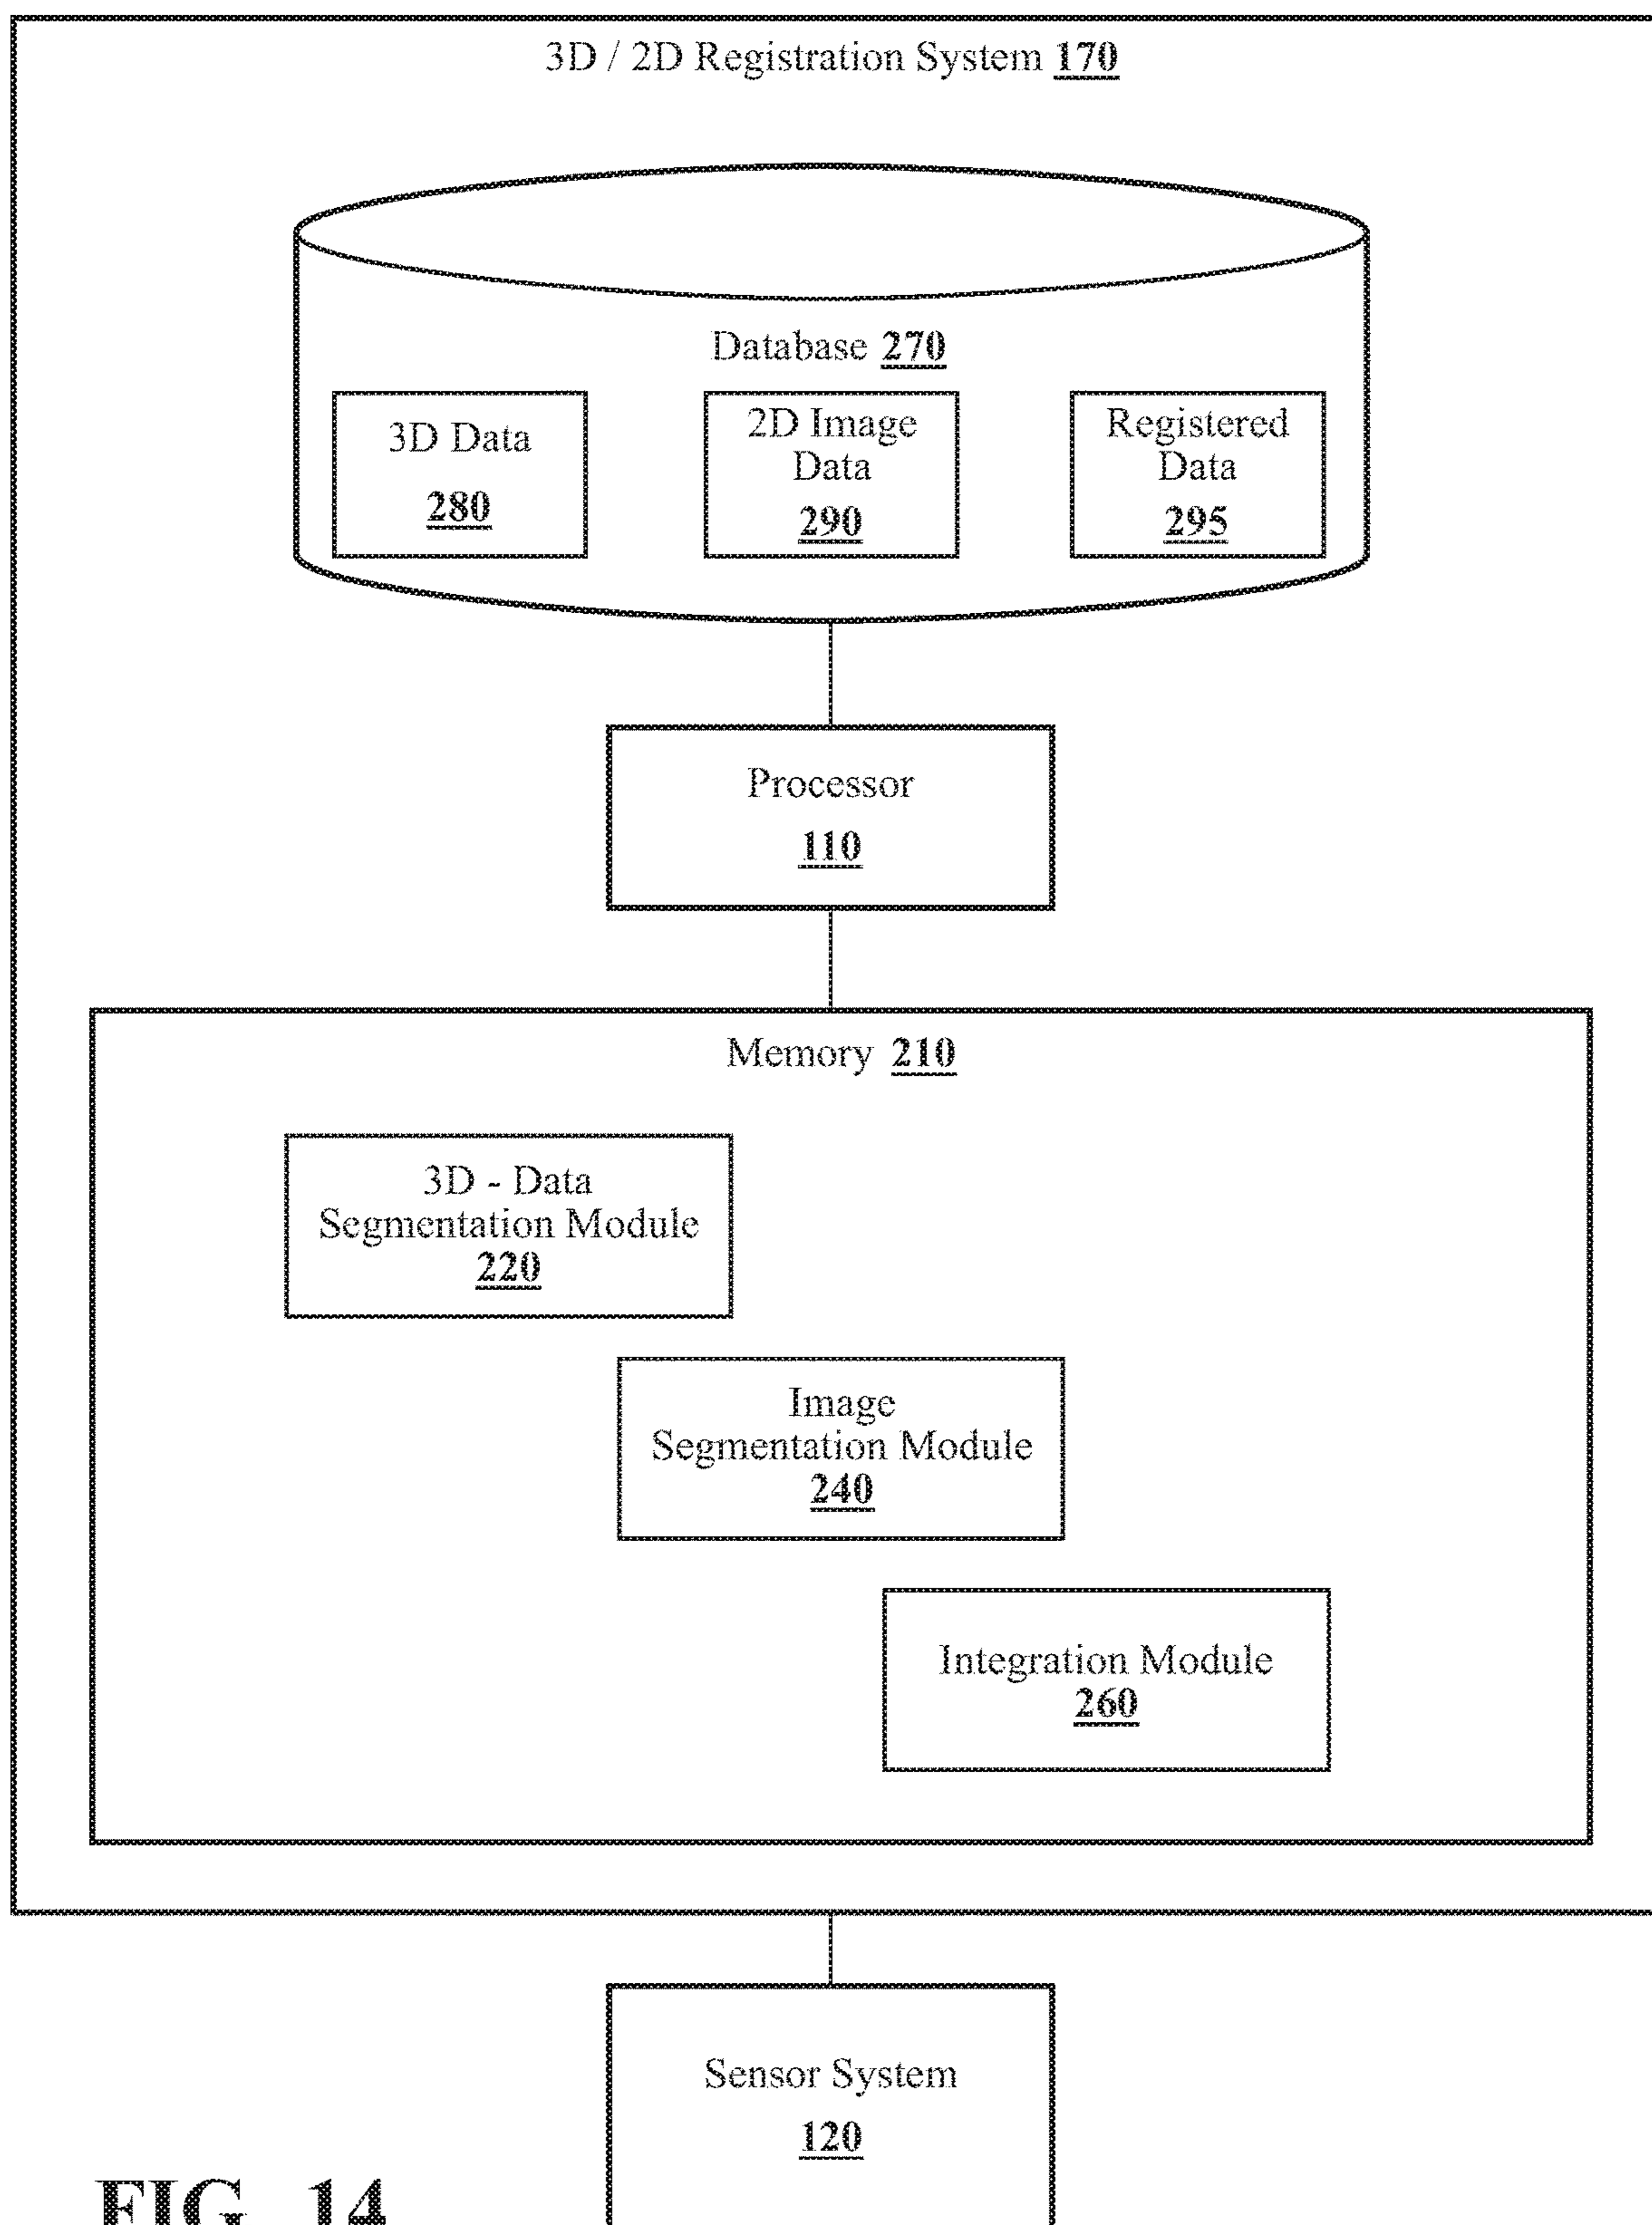 3D / 2D Registration System 170
Database 270
3D Data
280
2D Image
Data
290
Registered
Data
295
Processor
110
Memory 210
3D - Data
Segmentation Module
220
Image
Segmentation Module
240
Integration Module
260
Sensor System
120
FIG. 14